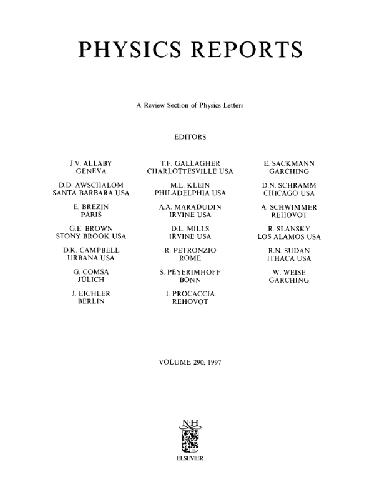 PHYSICS REPORTS
A Review Section of Physics Letters
EDITORS
J.V. ALLABY
GENEVA
T.F. GALLAGHER
CHARLOTTESVILLE USA
E. SACKMANN
GARCHING
D.D. AWSCHALOM
SANTA BARBARA USA
M.L. KLEIN
PHILADELPHIA USA
D.N. SCHRAMM
CHICAGO USA
E. BREZIN
PARIS
A.A. MARADUDIN
IRVINE USA
A. SCHWIMMER
REHOVOT
G.E. BROWN
STONY BROOK USA
D.L. MILLS
IRVINE USA
R. SLANSKY
LOS ALAMOS USA
D.K. CAMPBELL
URBANA USA
R. PETRONZIO
ROME
R.N. SUDAN
ITHACA USA
G. COMSA
JÜLICH
S. PEYERIMHOFF
BONN
W. WEISE
GARCHING
J. EICHLER
BERLIN
I. PROCACCIA
REHOVOT
VOLUME 290, 1997
NH
ELSEVIER